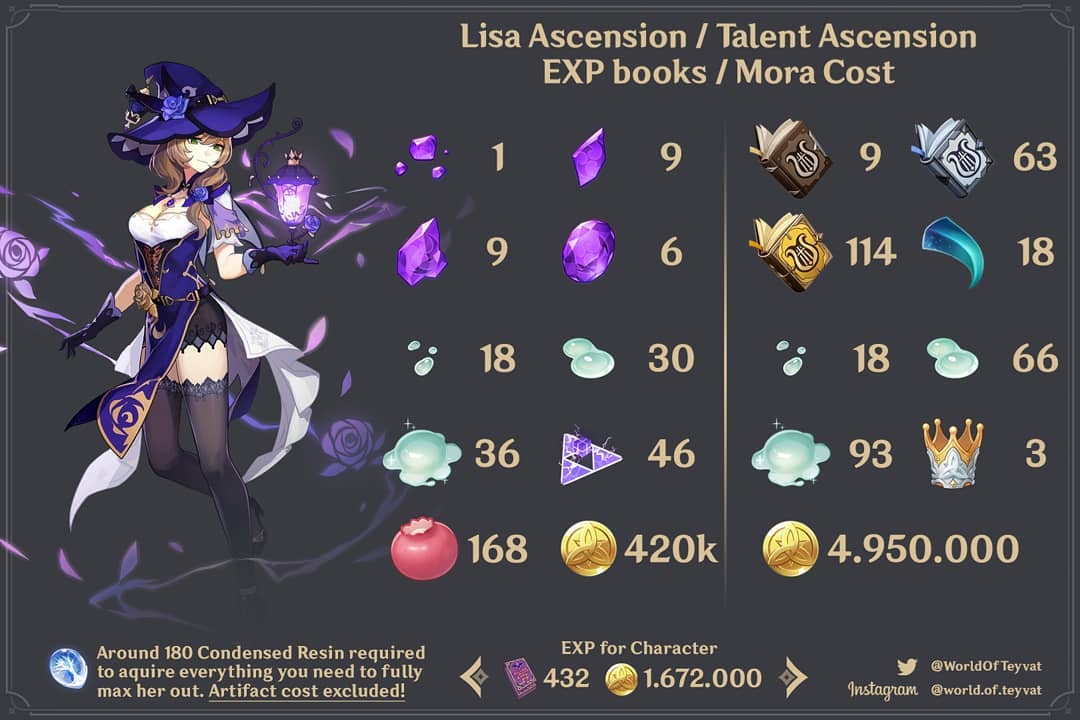 Lisa Ascension / Talent Ascension
EXP books / Mora Cost
1 9 9 63
9 6 114 18
18 30 18 66
36 46 93 3
168 420k 4.950.000
Around 180 Condensed Resin required
to aquire everything you need to fully
max her out. Artifact cost excluded!
EXP for Character
432 1.672.000
@WorldOfTeyvat
Instagram @world.of.teyvat